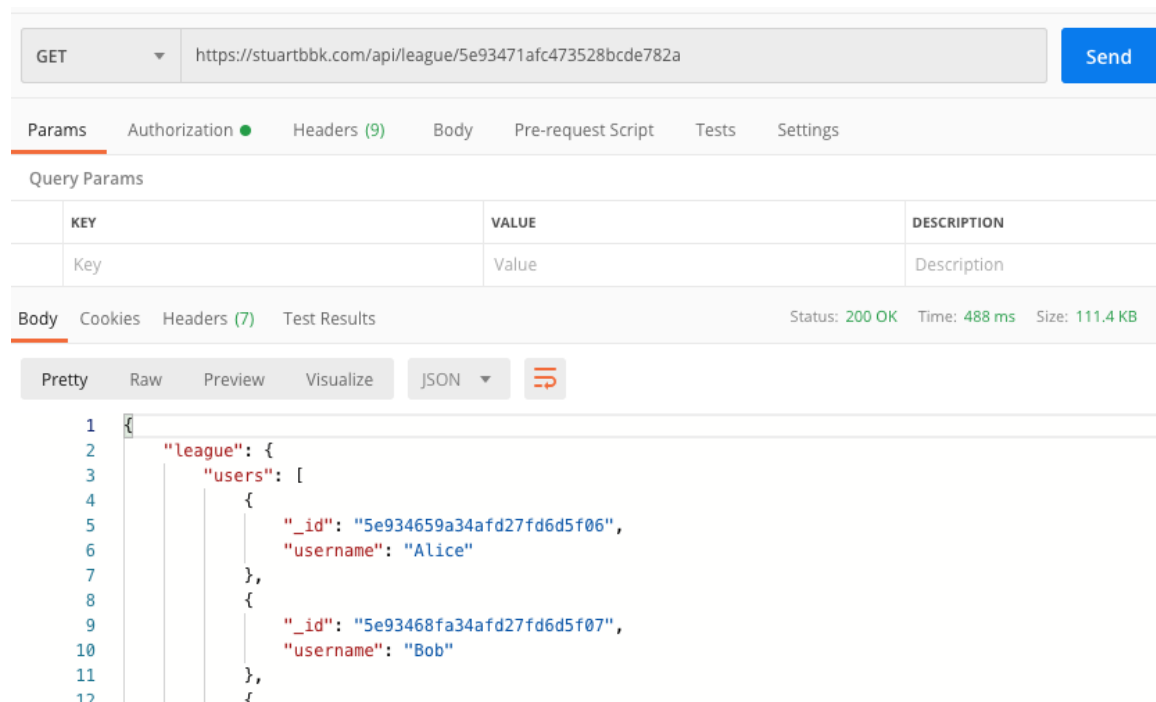 GET https://stuartbbk.com/api/league/5e93471afc473528bcde782a Send
Params Authorization Headers (9) Body Pre-request Script Tests Settings
Query Params
KEY VALUE DESCRIPTION
Key Value Description
Body Cookies Headers (7) Test Results Status: 200 OK Time: 488 ms Size: 111.4 KB
Pretty Raw Preview Visualize JSON
1 {
2 "league": {
3 "users": [
4 {
5 "_id": "5e934659a34afd27fd6d5f06",
6 "username": "Alice"
7 },
8 {
9 "_id": "5e93468fa34afd27fd6d5f07",
10 "username": "Bob"
11 },
12 {